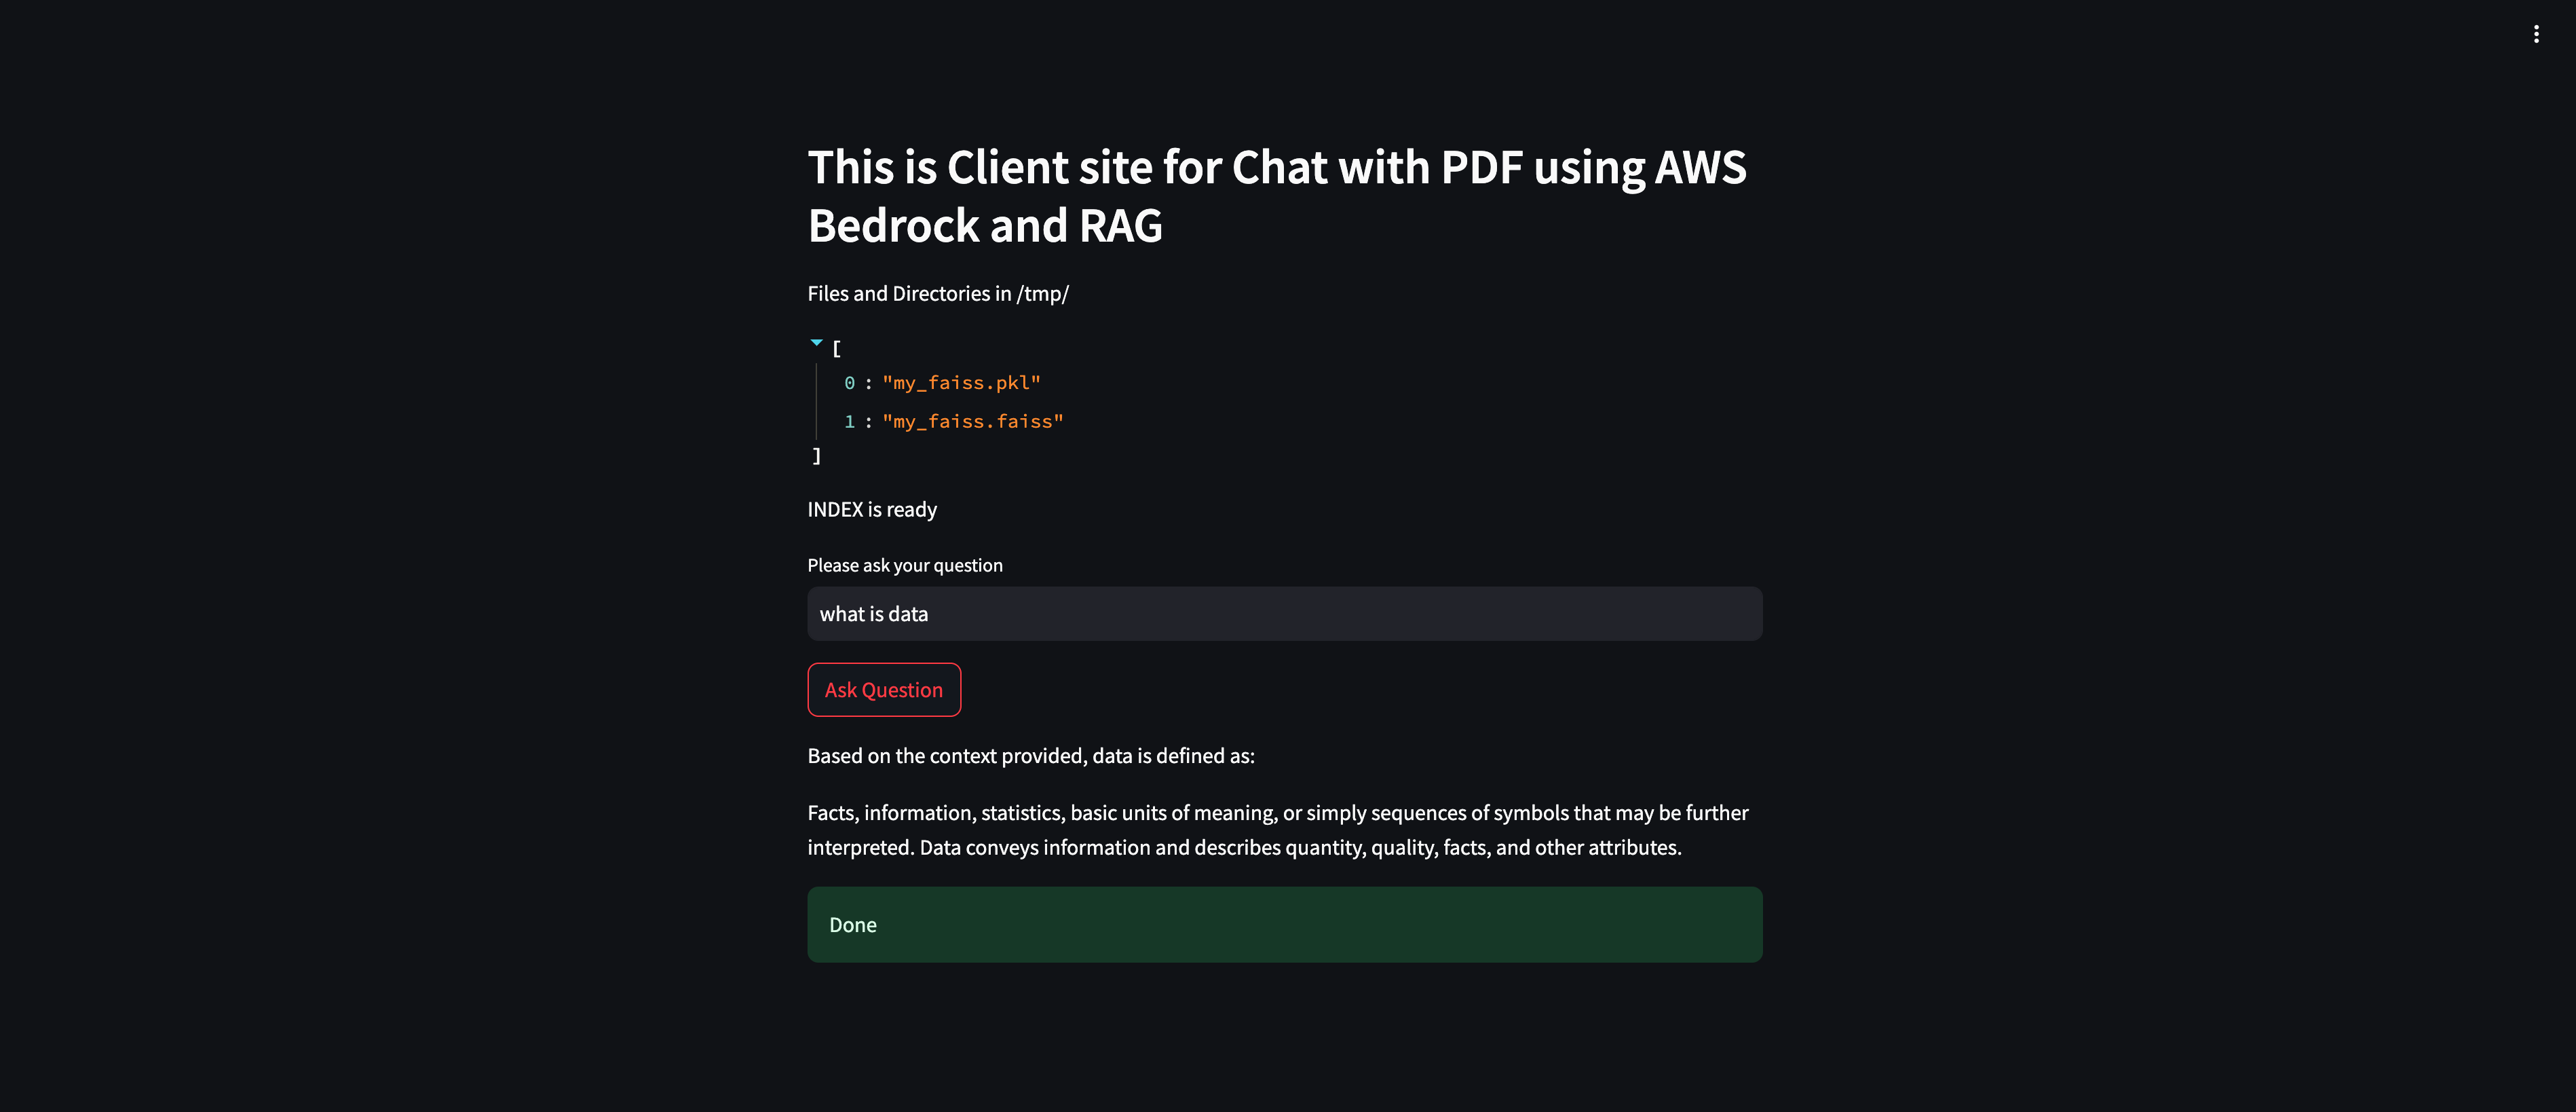 This is Client site for Chat with PDF using AWS
Bedrock and RAG
Files and Directories in /tmp/
[
0 : "my_faiss.pkl"
1 : "my_faiss.faiss"
]
INDEX is ready
Please ask your question
what is data
Ask Question
Based on the context provided, data is defined as:
Facts, information, statistics, basic units of meaning, or simply sequences of symbols that may be further
interpreted. Data conveys information and describes quantity, quality, facts, and other attributes.
Done